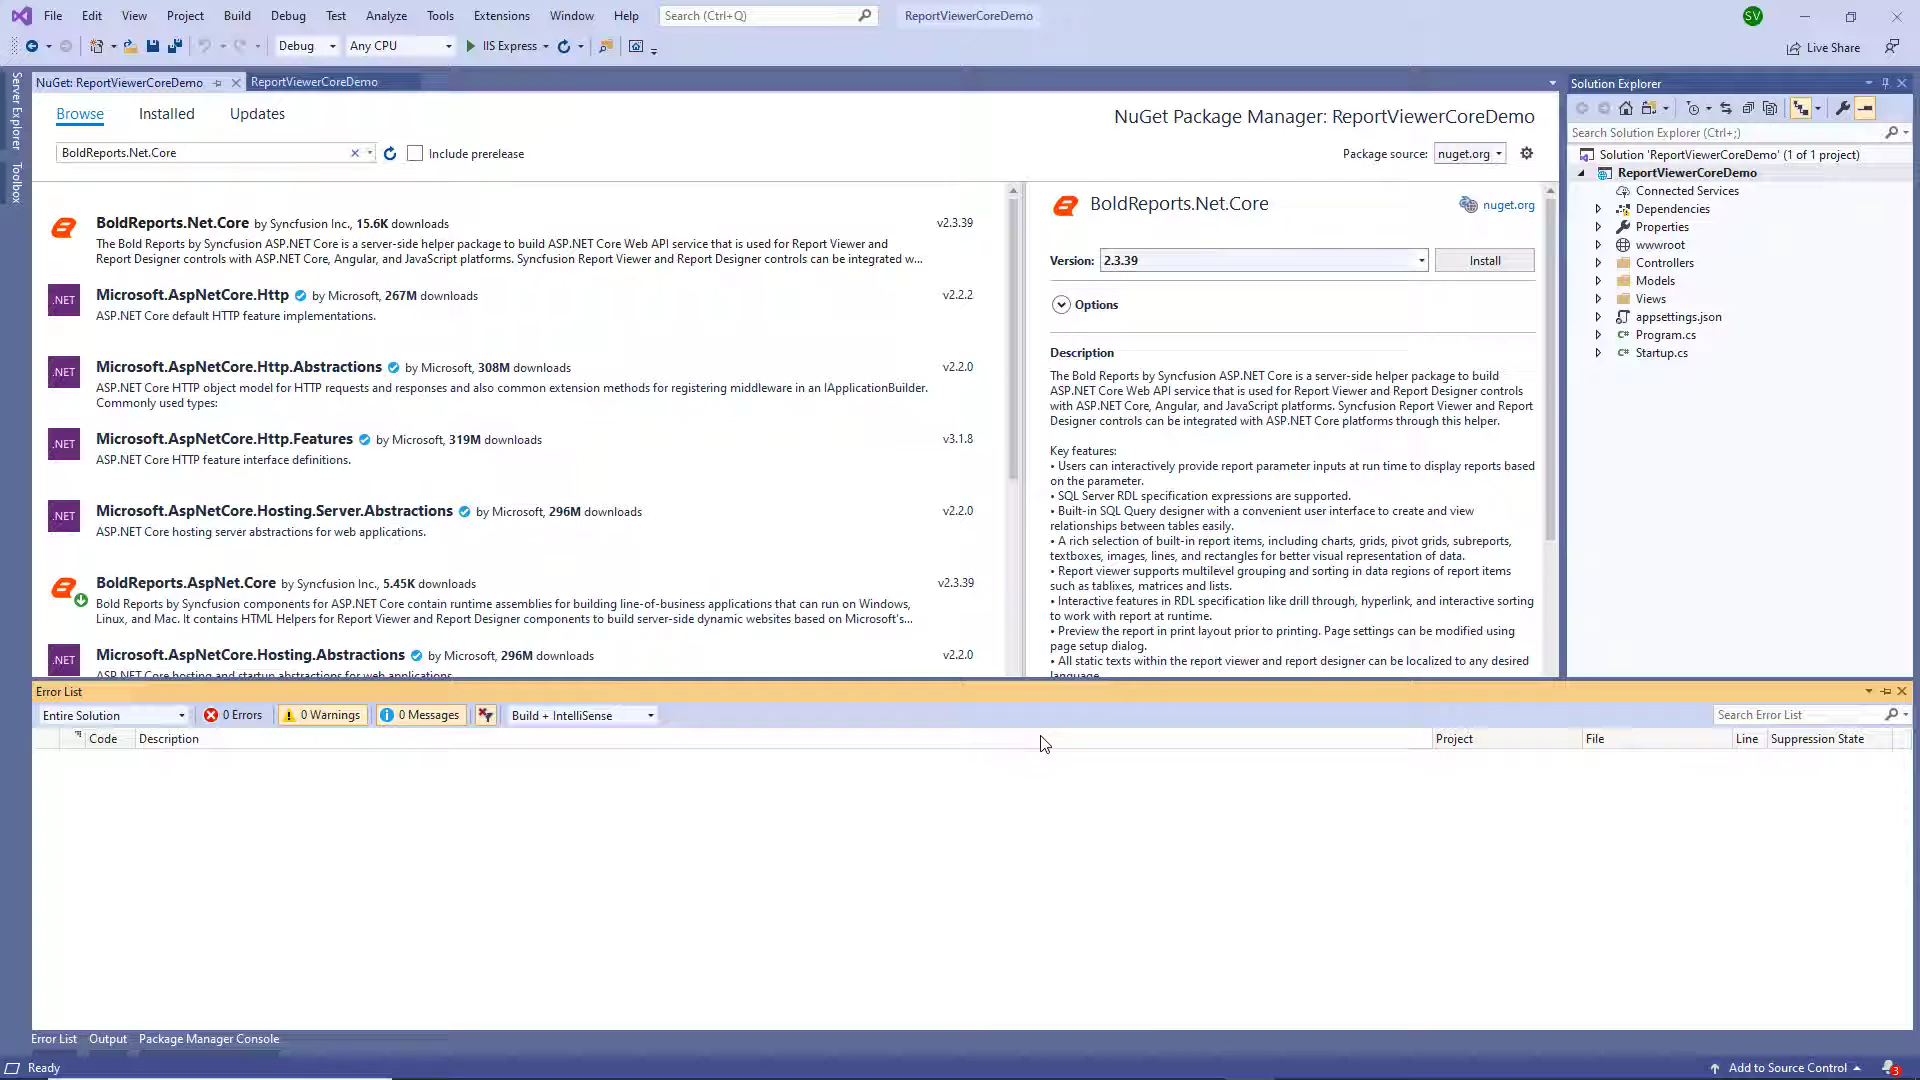 File Edit View Project Build Debug Test Analyze Tools Extensions Window Help Search (Ctrl+Q) ReportViewerCoreDemo SV
Debug Any CPU IIS Express Live Share
Server Explorer
Toolbox
NuGet: ReportViewerCoreDemo ReportViewerCoreDemo
Browse Installed Updates
NuGet Package Manager: ReportViewerCoreDemo
BoldReports.Net.Core Include prerelease
Package source: nuget.org
BoldReports.Net.Core by Syncfusion Inc., 15.6K downloads v2.3.39
The Bold Reports by Syncfusion ASP.NET Core is a server-side helper package to build ASP.NET Core Web API service that is used for Report Viewer and
Report Designer controls with ASP.NET Core, Angular, and JavaScript platforms. Syncfusion Report Viewer and Report Designer controls can be integrated w...
.NET Microsoft.AspNetCore.Http by Microsoft, 267M downloads v2.2.2
ASP.NET Core default HTTP feature implementations.
.NET Microsoft.AspNetCore.Http.Abstractions by Microsoft, 308M downloads v2.2.0
ASP.NET Core HTTP object model for HTTP requests and responses and also common extension methods for registering middleware in an IApplicationBuilder.
Commonly used types:
.NET Microsoft.AspNetCore.Http.Features by Microsoft, 319M downloads v3.1.8
ASP.NET Core HTTP feature interface definitions.
.NET Microsoft.AspNetCore.Hosting.Server.Abstractions by Microsoft, 296M downloads v2.2.0
ASP.NET Core hosting server abstractions for web applications.
BoldReports.AspNet.Core by Syncfusion Inc., 5.45K downloads v2.3.39
Bold Reports by Syncfusion components for ASP.NET Core contain runtime assemblies for building line-of-business applications that can run on Windows,
Linux, and Mac. It contains HTML Helpers for Report Viewer and Report Designer components to build server-side dynamic websites based on Microsoft's...
.NET Microsoft.AspNetCore.Hosting.Abstractions by Microsoft, 296M downloads v2.2.0
ASP.NET Core hosting and startup abstractions for web applications.
BoldReports.Net.Core nuget.org
Version: 2.3.39 Install
Options
Description
The Bold Reports by Syncfusion ASP.NET Core is a server-side helper package to build
ASP.NET Core Web API service that is used for Report Viewer and Report Designer controls
with ASP.NET Core, Angular, and JavaScript platforms. Syncfusion Report Viewer and Report
Designer controls can be integrated with ASP.NET Core platforms through this helper.
Key features:
• Users can interactively provide report parameter inputs at run time to display reports based
on the parameter.
• SQL Server RDL specification expressions are supported.
• Built-in SQL Query designer with a convenient user interface to create and view
relationships between tables easily.
• A rich selection of built-in report items, including charts, grids, pivot grids, subreports,
textboxes, images, lines, and rectangles for better visual representation of data.
• Report viewer supports multilevel grouping and sorting in data regions of report items
such as tablixes, matrices and lists.
• Interactive features in RDL specification like drill through, hyperlink, and interactive sorting
to work with report at runtime.
• Preview the report in print layout prior to printing. Page settings can be modified using
page setup dialog.
• All static texts within the report viewer and report designer can be localized to any desired
language.
Solution Explorer
Search Solution Explorer (Ctrl+;)
Solution 'ReportViewerCoreDemo' (1 of 1 project)
ReportViewerCoreDemo
Connected Services
Dependencies
Properties
wwwroot
Controllers
Models
Views
appsettings.json
C# Program.cs
C# Startup.cs
Error List
Entire Solution 0 Errors 0 Warnings 0 Messages Build + IntelliSense Search Error List
Code Description Project File Line Suppression State
Error List Output Package Manager Console
Ready Add to Source Control 3